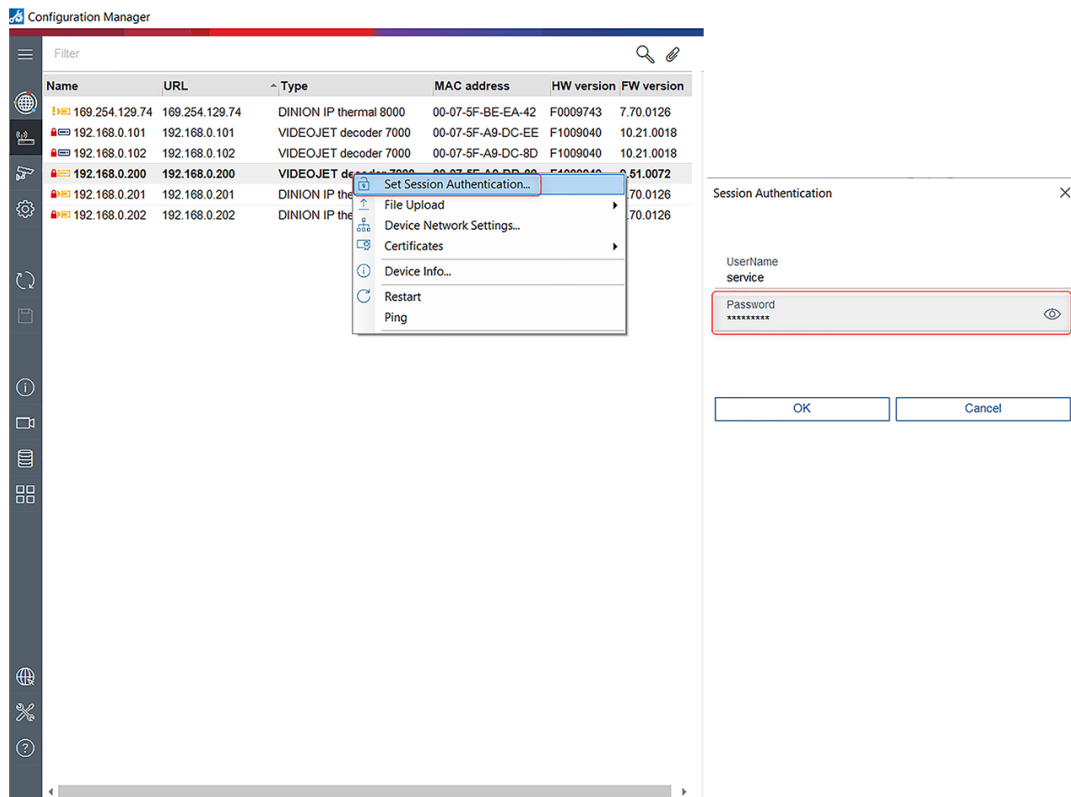 Configuration Manager
Filter
Name URL Type MAC address HW version FW version
169.254.129.74 169.254.129.74 DINION IP thermal 8000 00-07-5F-BE-EA-42 F0009743 7.70.0126
192.168.0.101 192.168.0.101 VIDEOJET decoder 7000 00-07-5F-A9-DC-EE F1009040 10.21.0018
192.168.0.102 192.168.0.102 VIDEOJET decoder 7000 00-07-5F-A9-DC-8D F1009040 10.21.0018
192.168.0.200 192.168.0.200 VIDEOJET .51.0072
Set Session Authentication...
192.168.0.201 192.168.0.201 DINION IP the .70.0126
File Upload
192.168.0.202 192.168.0.202 DINION IP the .70.0126
Device Network Settings...
Certificates
Device Info...
Restart
Ping
Session Authentication
UserName
service
Password
*********
OK Cancel